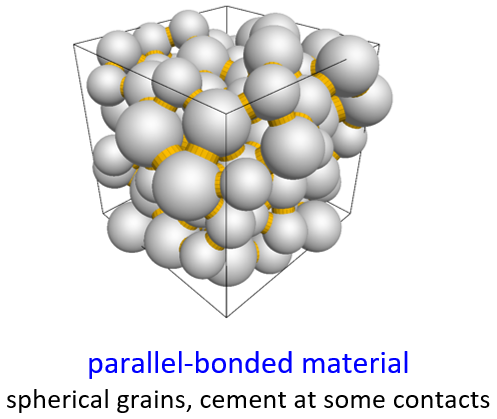 parallel-bonded material
spherical grains, cement at some contacts